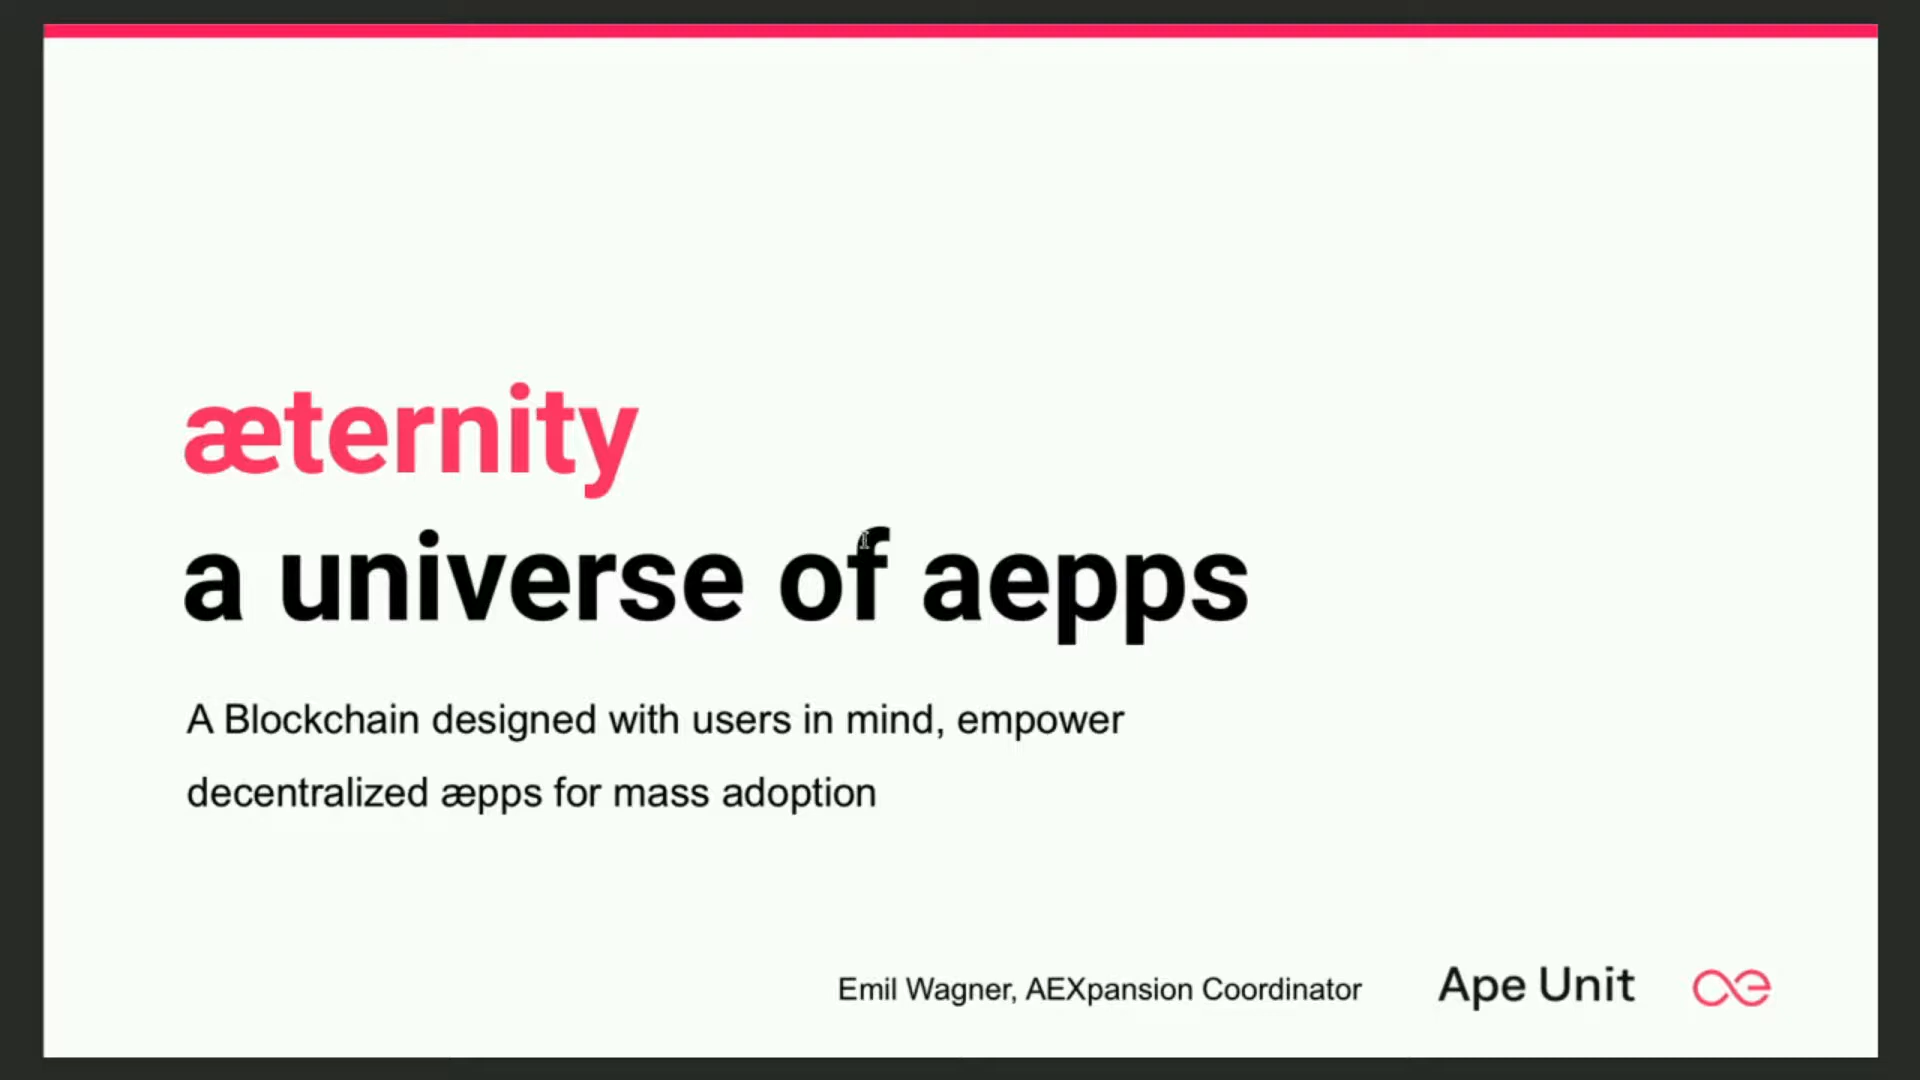 æternity
a universe of aepps
A Blockchain designed with users in mind, empower
decentralized æpps for mass adoption
Emil Wagner, AEXpansion Coordinator
Ape Unit
æ